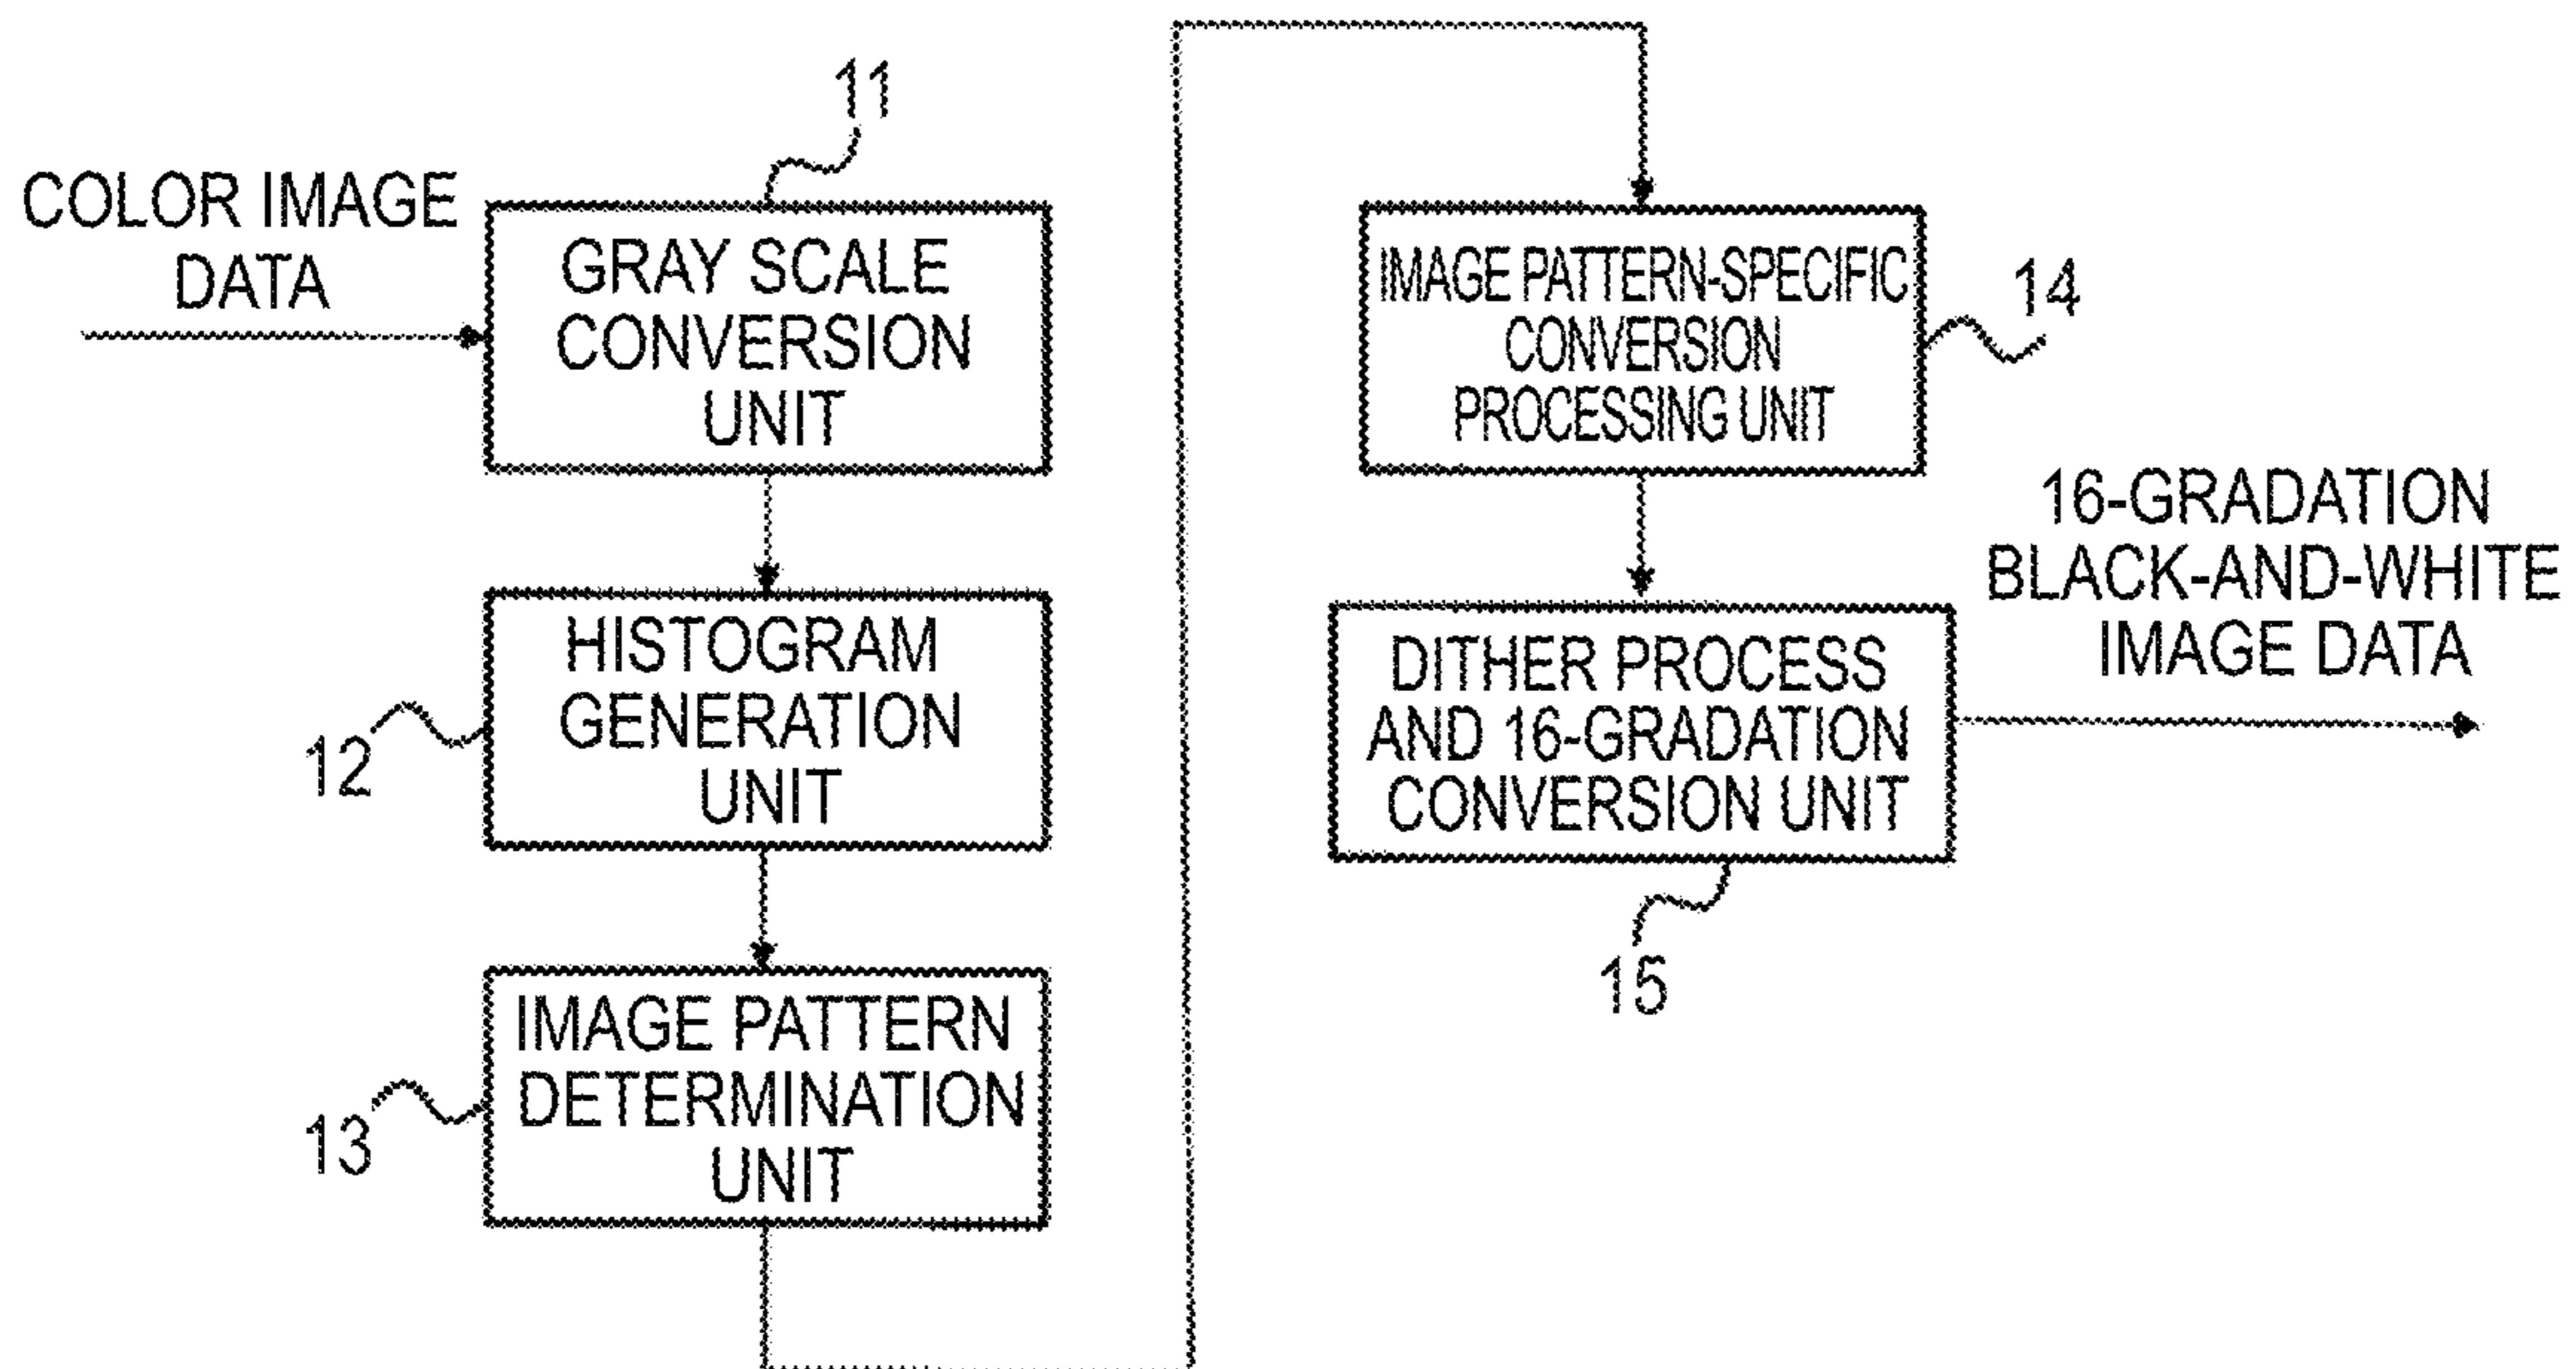 11
COLOR IMAGE
DATA
GRAY SCALE
CONVERSION
UNIT
12
HISTOGRAM
GENERATION
UNIT
13
IMAGE PATTERN
DETERMINATION
UNIT
IMAGE PATTERN-SPECIFIC
CONVERSION
PROCESSING UNIT
14
DITHER PROCESS
AND 16-GRADATION
CONVERSION UNIT
15
16-GRADATION
BLACK-AND-WHITE
IMAGE DATA